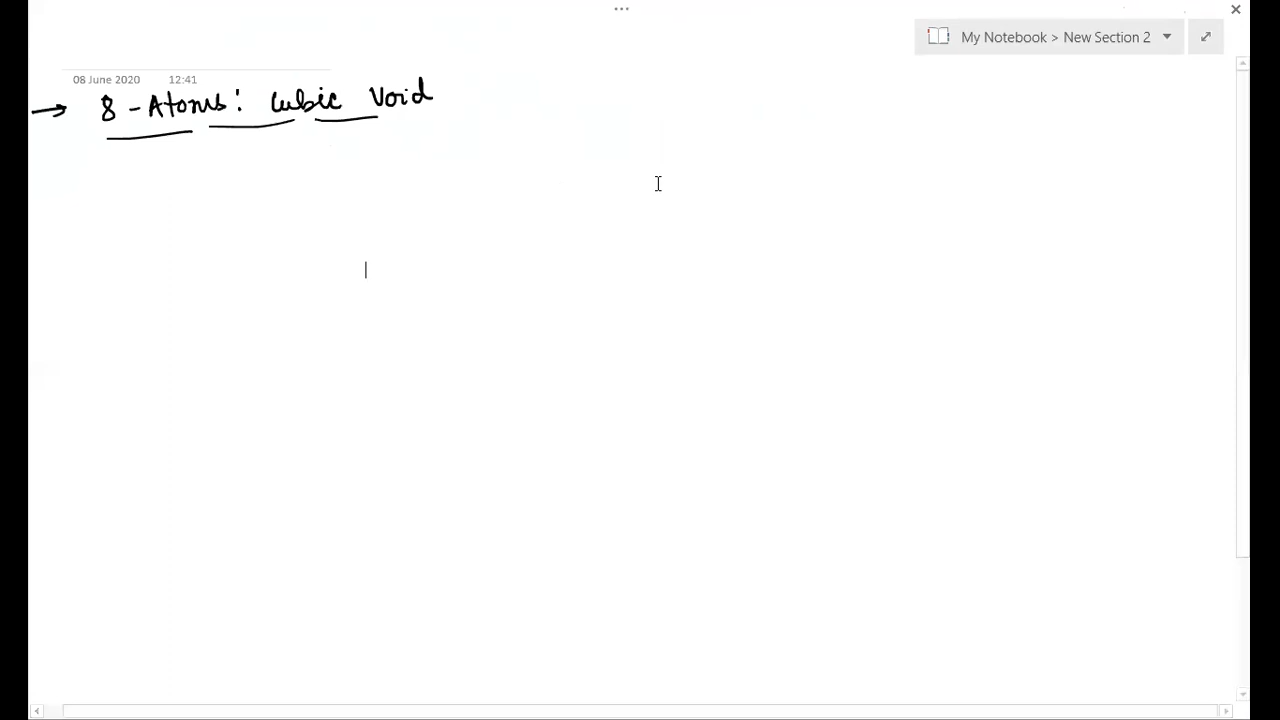 My Notebook > New Section 2
08 June 2020 12:41
→ 8 - Atoms: Cubic Void